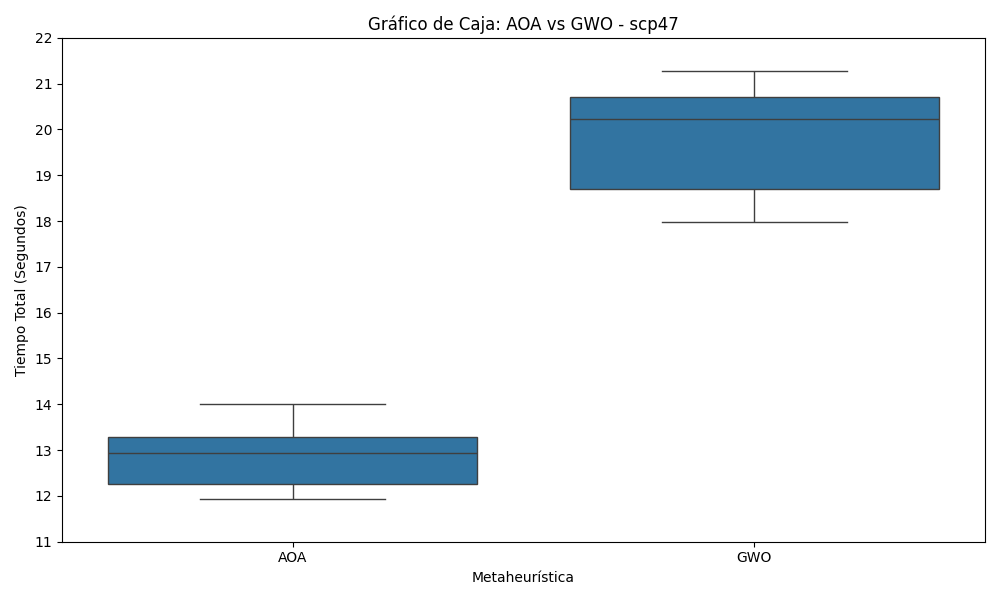 Gráfico de Caja: AOA vs GWO - scp47
22
21
20
19
18
17
16
15
14
13
12
11
Tiempo Total (Segundos)
AOA
GWO
Metaheurística